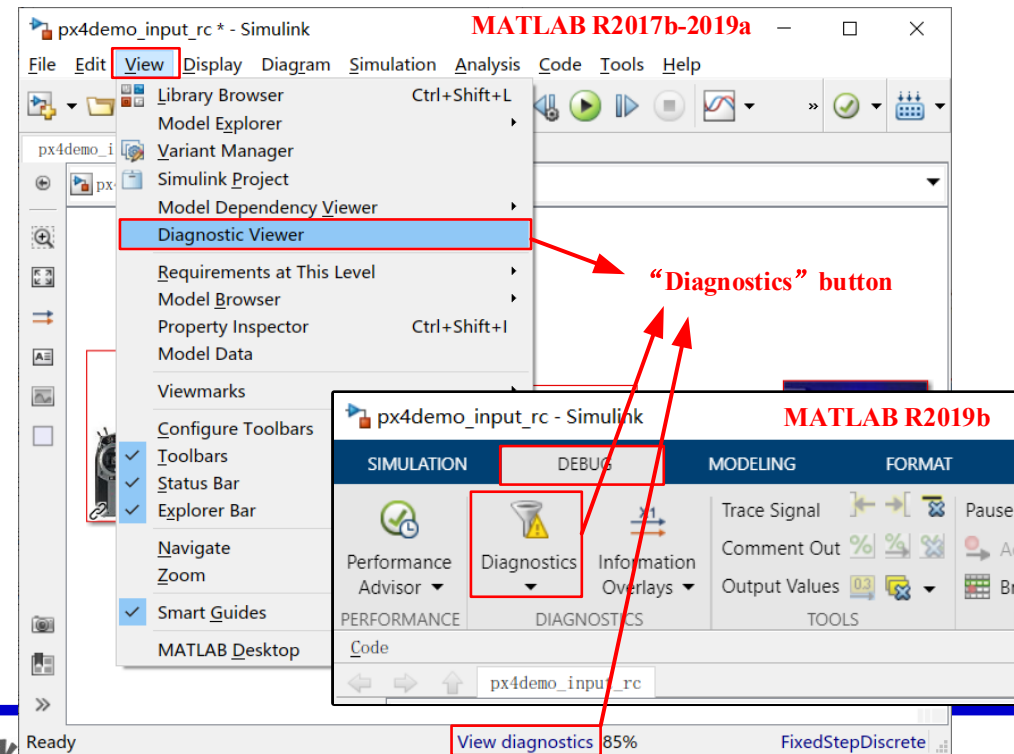 px4demo_input_rc * - Simulink
MATLAB R2017b-2019a
File Edit View Display Diagram Simulation Analysis Code Tools Help
Library Browser Ctrl+Shift+L
Model Explorer
px4demo_i
Variant Manager
px
Simulink Project
Model Dependency Viewer
Diagnostic Viewer
Requirements at This Level
“Diagnostics” button
Model Browser
Property Inspector Ctrl+Shift+I
Model Data
Viewmarks
Configure Toolbars
Toolbars
Status Bar
Explorer Bar
Navigate
Zoom
Smart Guides
MATLAB Desktop
px4demo_input_rc - Simulink
MATLAB R2019b
SIMULATION DEBUG MODELING FORMAT
Performance Advisor
Diagnostics
Information Overlays
Trace Signal
Comment Out
Output Values
Pause
PERFORMANCE DIAGNOSTICS TOOLS
Code
px4demo_input_rc
Ready View diagnostics 85% FixedStepDiscrete